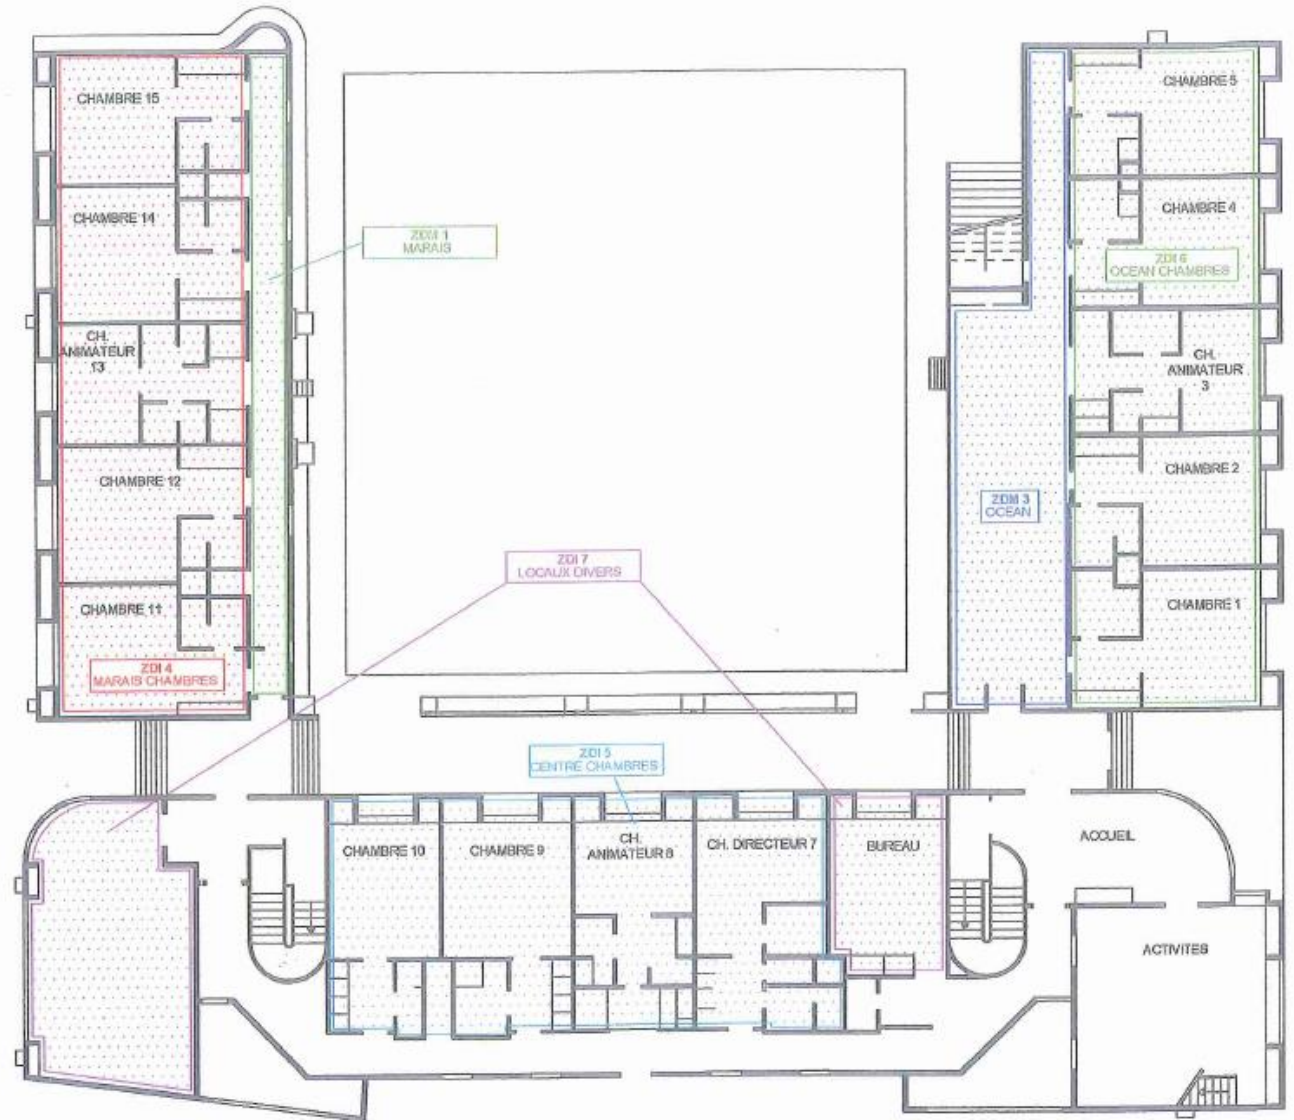 CHAMBRE 15
CHAMBRE 14
CH.
ANIMATEUR
13
CHAMBRE 12
CHAMBRE 11
ZDI 4
MARAIS CHAMBRES
ZDM 1
MARAIS
ZDI 7
LOCAUX DIVERS
ZDI 5
CENTRE CHAMBRES
ZDM 3
OCEAN
CHAMBRE 5
CHAMBRE 4
ZDI 6
OCEAN CHAMBRES
CH.
ANIMATEUR
3
CHAMBRE 2
CHAMBRE 1
CHAMBRE 10
CHAMBRE 9
CH.
ANIMATEUR 8
CH. DIRECTEUR 7
BUREAU
ACCUEIL
ACTIVITES